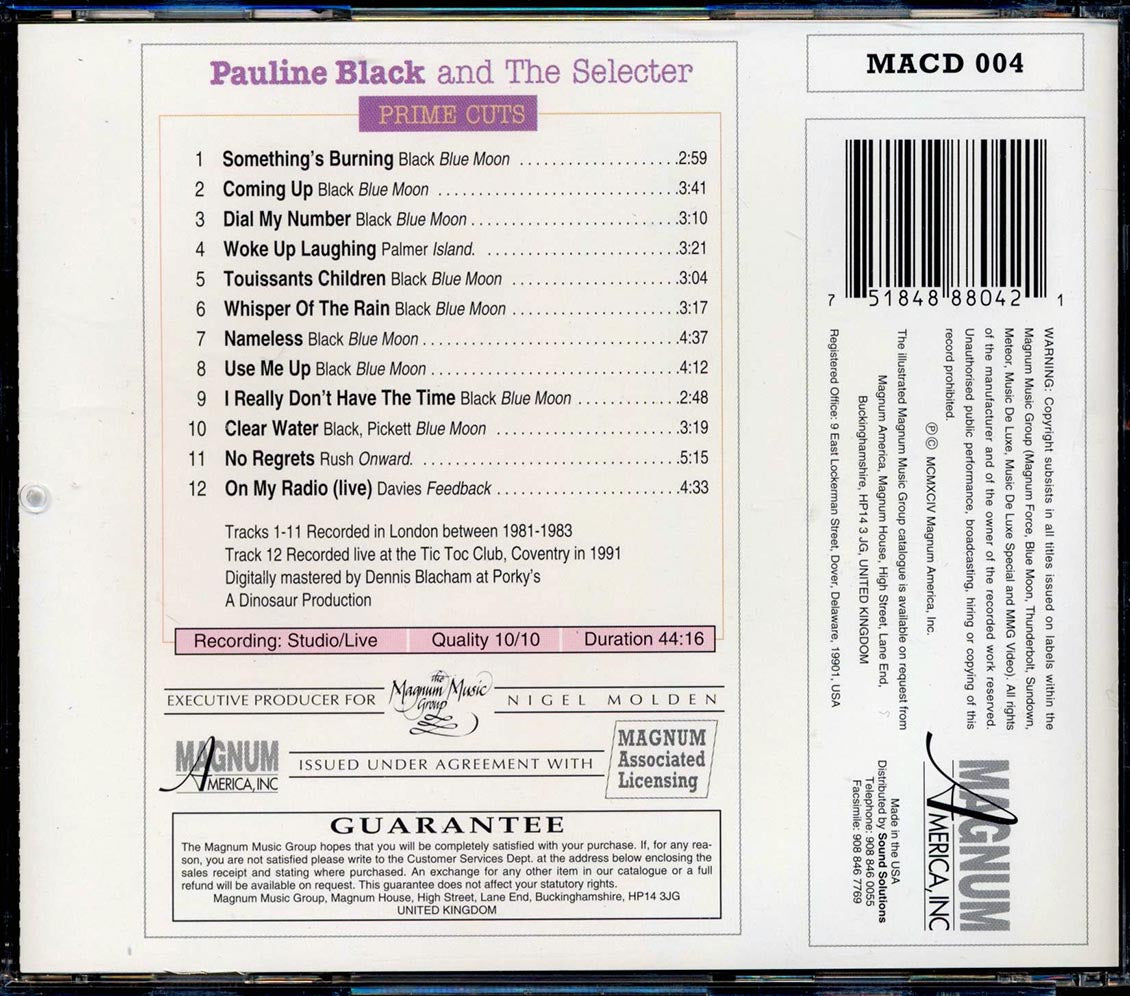 Pauline Black and The Selecter
PRIME CUTS
1 Something's Burning Black Blue Moon ....................2:59
2 Coming Up Black Blue Moon ..............................3:41
3 Dial My Number Black Blue Moon..........................3:10
4 Woke Up Laughing Palmer Island. ........................3:21
5 Touissants Children Black Blue Moon .....................3:04
6 Whisper Of The Rain Black Blue Moon .....................3:17
7 Nameless Black Blue Moon................................4:37
8 Use Me Up Black Blue Moon...............................4:12
9 I Really Don't Have The Time Black Blue Moon .............2:48
10 Clear Water Black, Pickett Blue Moon .......................3:19
11 No Regrets Rush Onward. ................................5:15
12 On My Radio (live) Davies Feedback.......................4:33
Tracks 1-11 Recorded in London between 1981-1983
Track 12 Recorded live at the Tic Toc Club, Coventry in 1991
Digitally mastered by Dennis Blacham at Porky's
A Dinosaur Production
Recording: Studio/Live Quality 10/10 Duration 44:16
EXECUTIVE PRODUCER FOR the Magnum Music Group NIGEL MOLDEN
MAGNUM
AMERICA, INC
ISSUED UNDER AGREEMENT WITH
MAGNUM
Associated
Licensing
GUARANTEE
The Magnum Music Group hopes that you will be completely satisfied with your purchase. If, for any rea-
son, you are not satisfied please write to the Customer Services Dept. at the address below enclosing the
sales receipt and stating where purchased. An exchange for any other item in our catalogue or a full
refund will be available on request. This guarantee does not affect your statutory rights.
Magnum Music Group, Magnum House, High Street, Lane End, Buckinghamshire, HP14 3JG
UNITED KINGDOM
MACD 004
7 51848 88042 1
WARNING: Copyright subsists in all titles issued on labels within the
Magnum Music Group (Magnum Force, Blue Moon, Thunderbolt, Sundown,
Meteor, Music De Luxe, Music De Luxe Special and MMG Video). All rights
of the manufacturer and of the owner of the recorded work reserved.
Unauthorised public performance, broadcasting, hiring or copying of this
record prohibited.
℗© MCMXCIV Magnum America, Inc.
The illustrated Magnum Music Group catalogue is available on request from
Magnum America, Magnum House, High Street, Lane End,
Buckinghamshire, HP14 3 JG, UNITED KINGDOM
Registered Office: 9 East Lockerman Street, Dover, Delaware, 19901, USA
MAGNUM
AMERICA, INC
Made in the USA
Distributed by Sound Solutions
Telephone: 908 846 0055
Facsimile: 908 846 7769